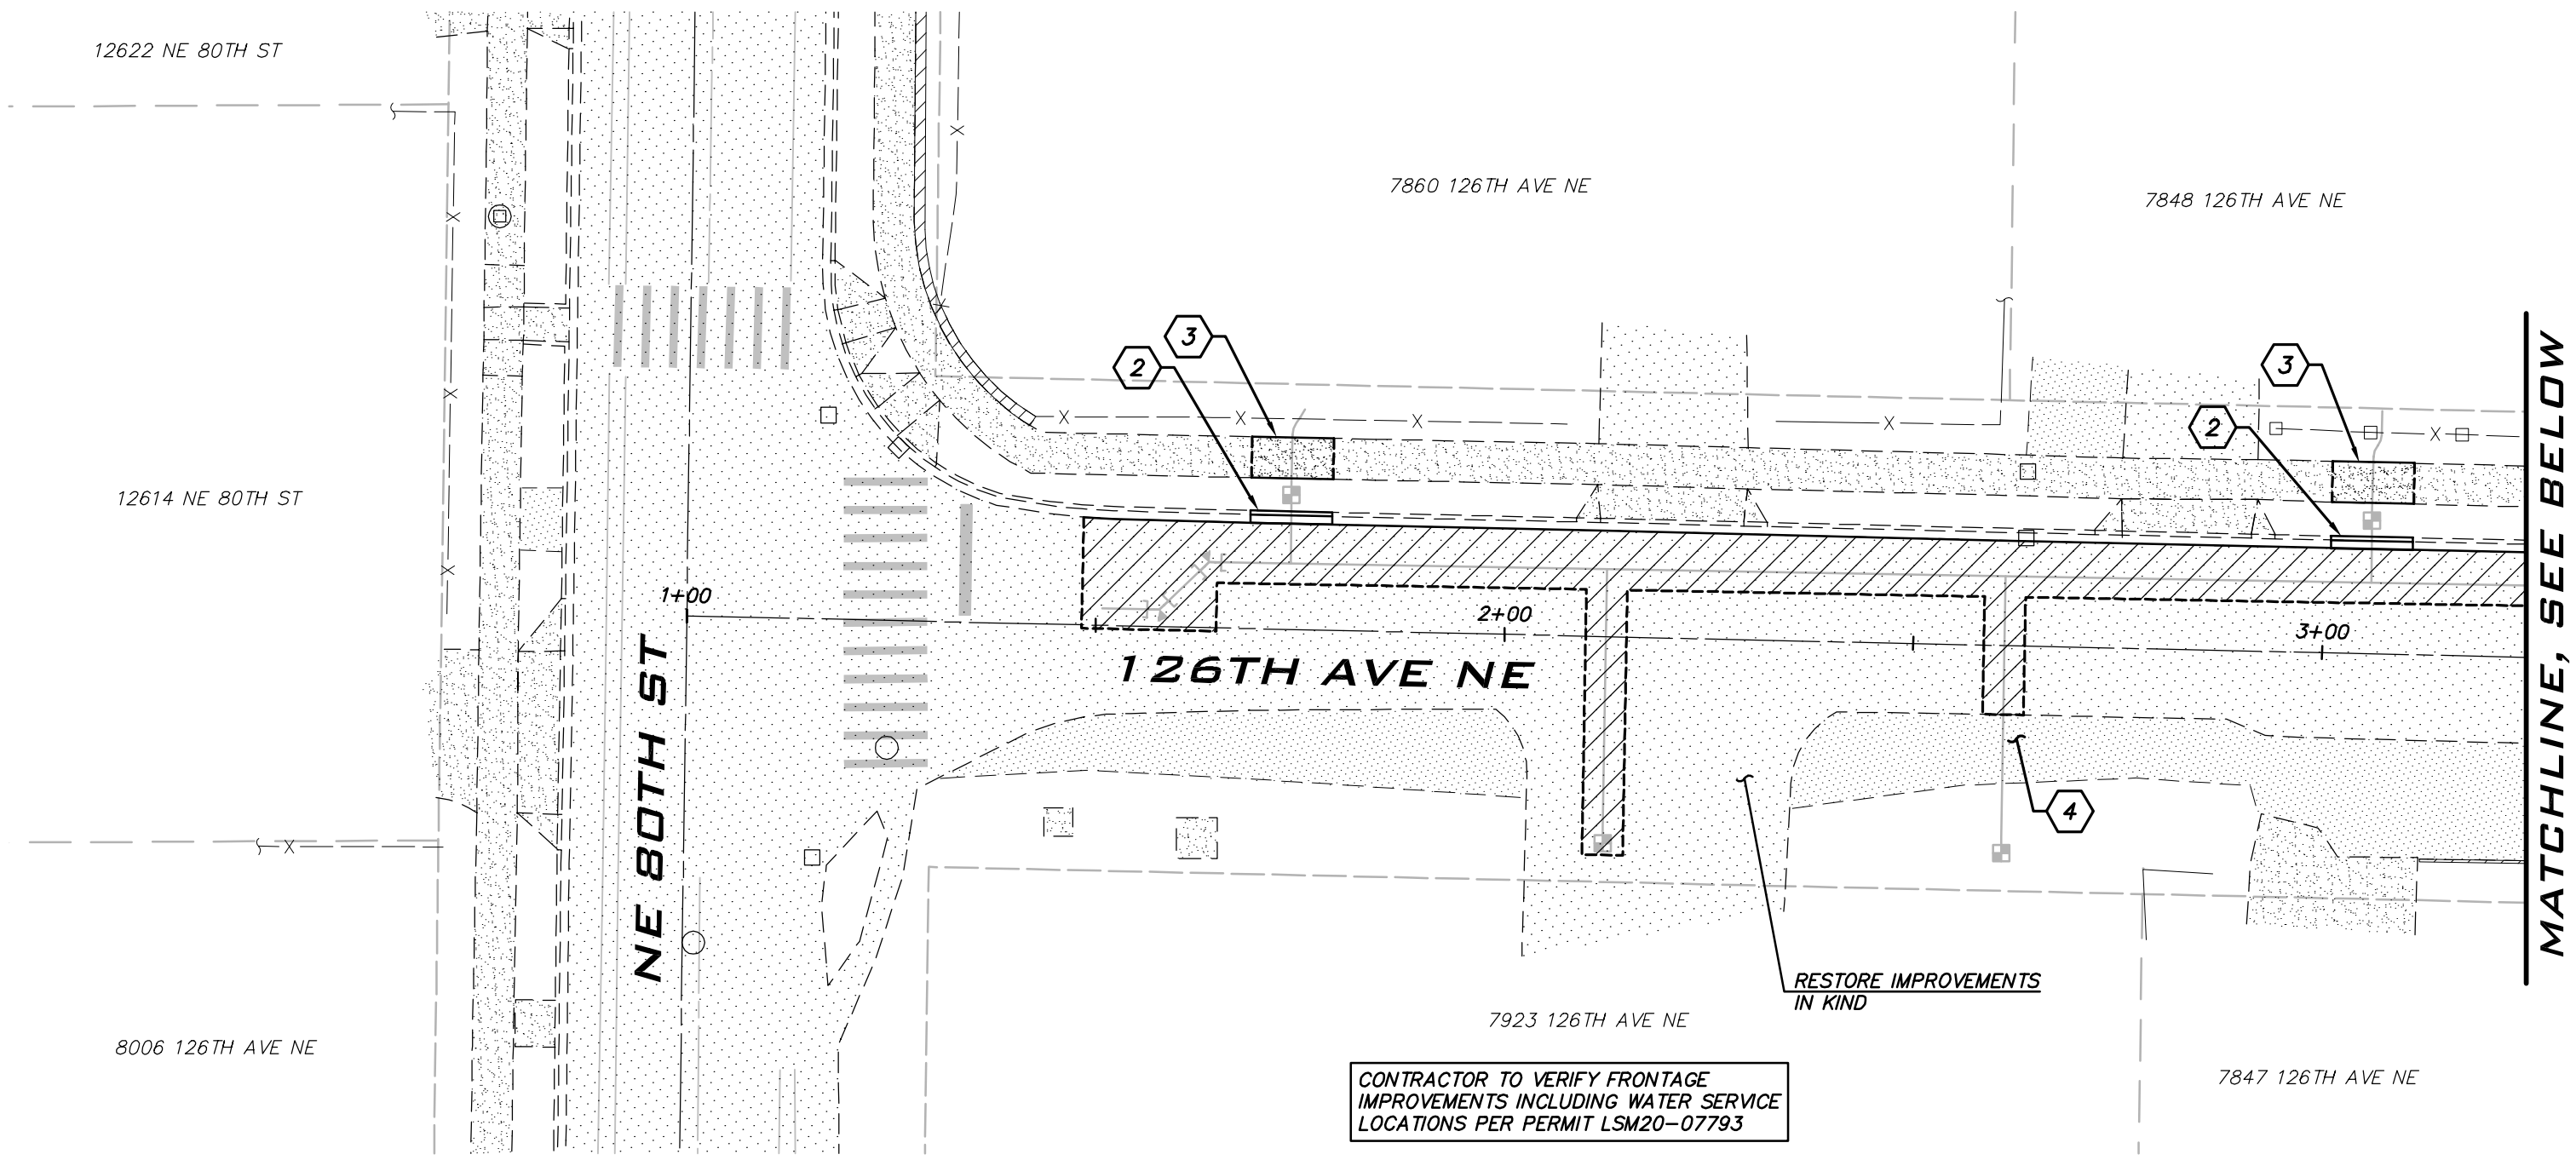 12622 NE 80TH ST
7860 126TH AVE NE
7848 126TH AVE NE
3
2
3
2
12614 NE 80TH ST
1+00
2+00
3+00
126TH AVE NE
NE 80TH ST
4
MATCHLINE, SEE BELOW
RESTORE IMPROVEMENTS
IN KIND
7923 126TH AVE NE
8006 126TH AVE NE
7847 126TH AVE NE
CONTRACTOR TO VERIFY FRONTAGE
IMPROVEMENTS INCLUDING WATER SERVICE
LOCATIONS PER PERMIT LSM20-07793